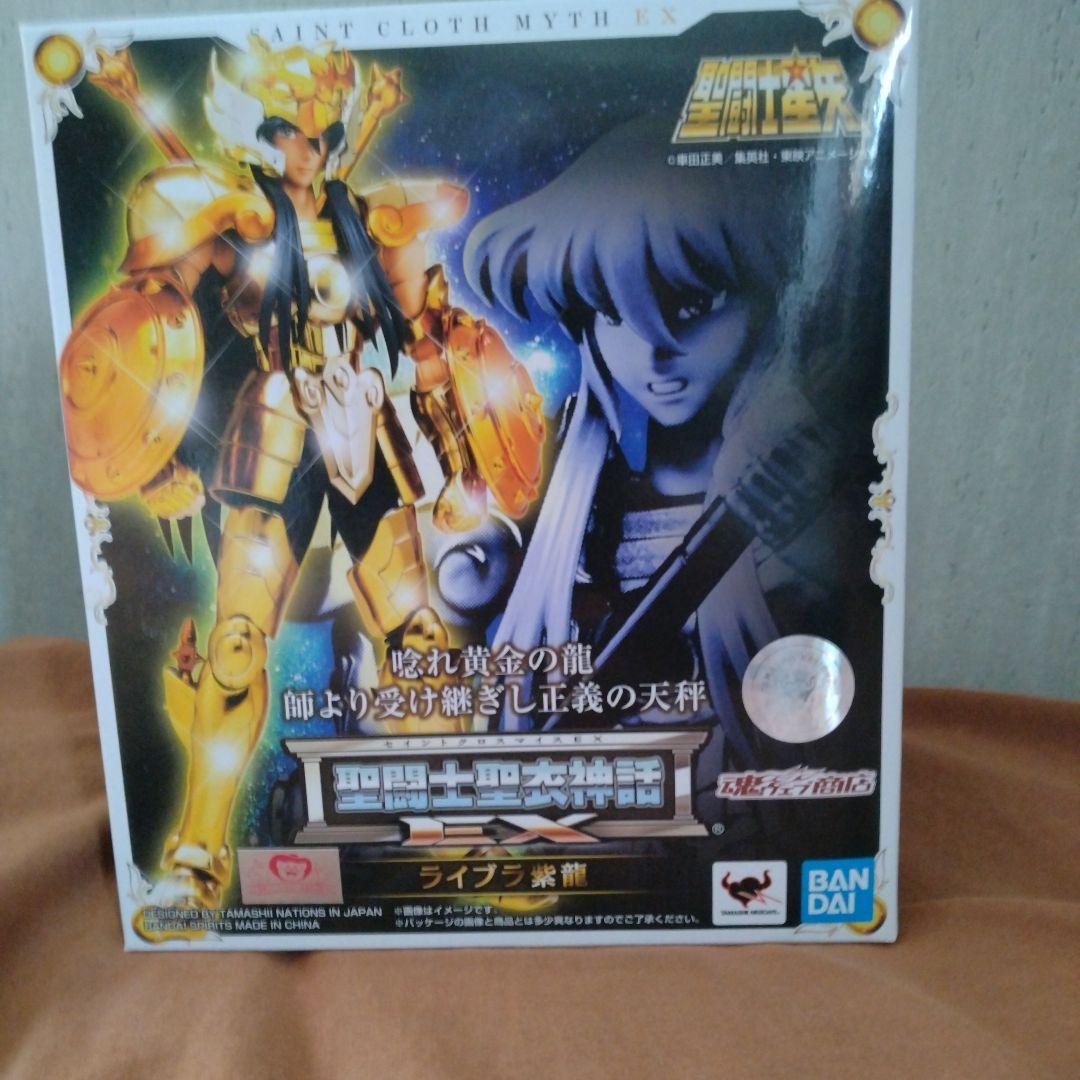 SAINT CLOTH MYTH EX
聖闘士星矢
©車田正美／集英社・東映アニメーション
唸れ黄金の龍
師より受け継ぎし正義の天秤
セイントクロスマイスEX
聖闘士聖衣神話
EX
®
ライブラ紫龍
魂ウェブ商店
DESIGNED BY TAMASHII NATIONS IN JAPAN
BANDAI SPIRITS MADE IN CHINA
※画像はイメージです。
※パッケージの画像と商品とは多少異なりますのでご了承ください。
BAN
DAI